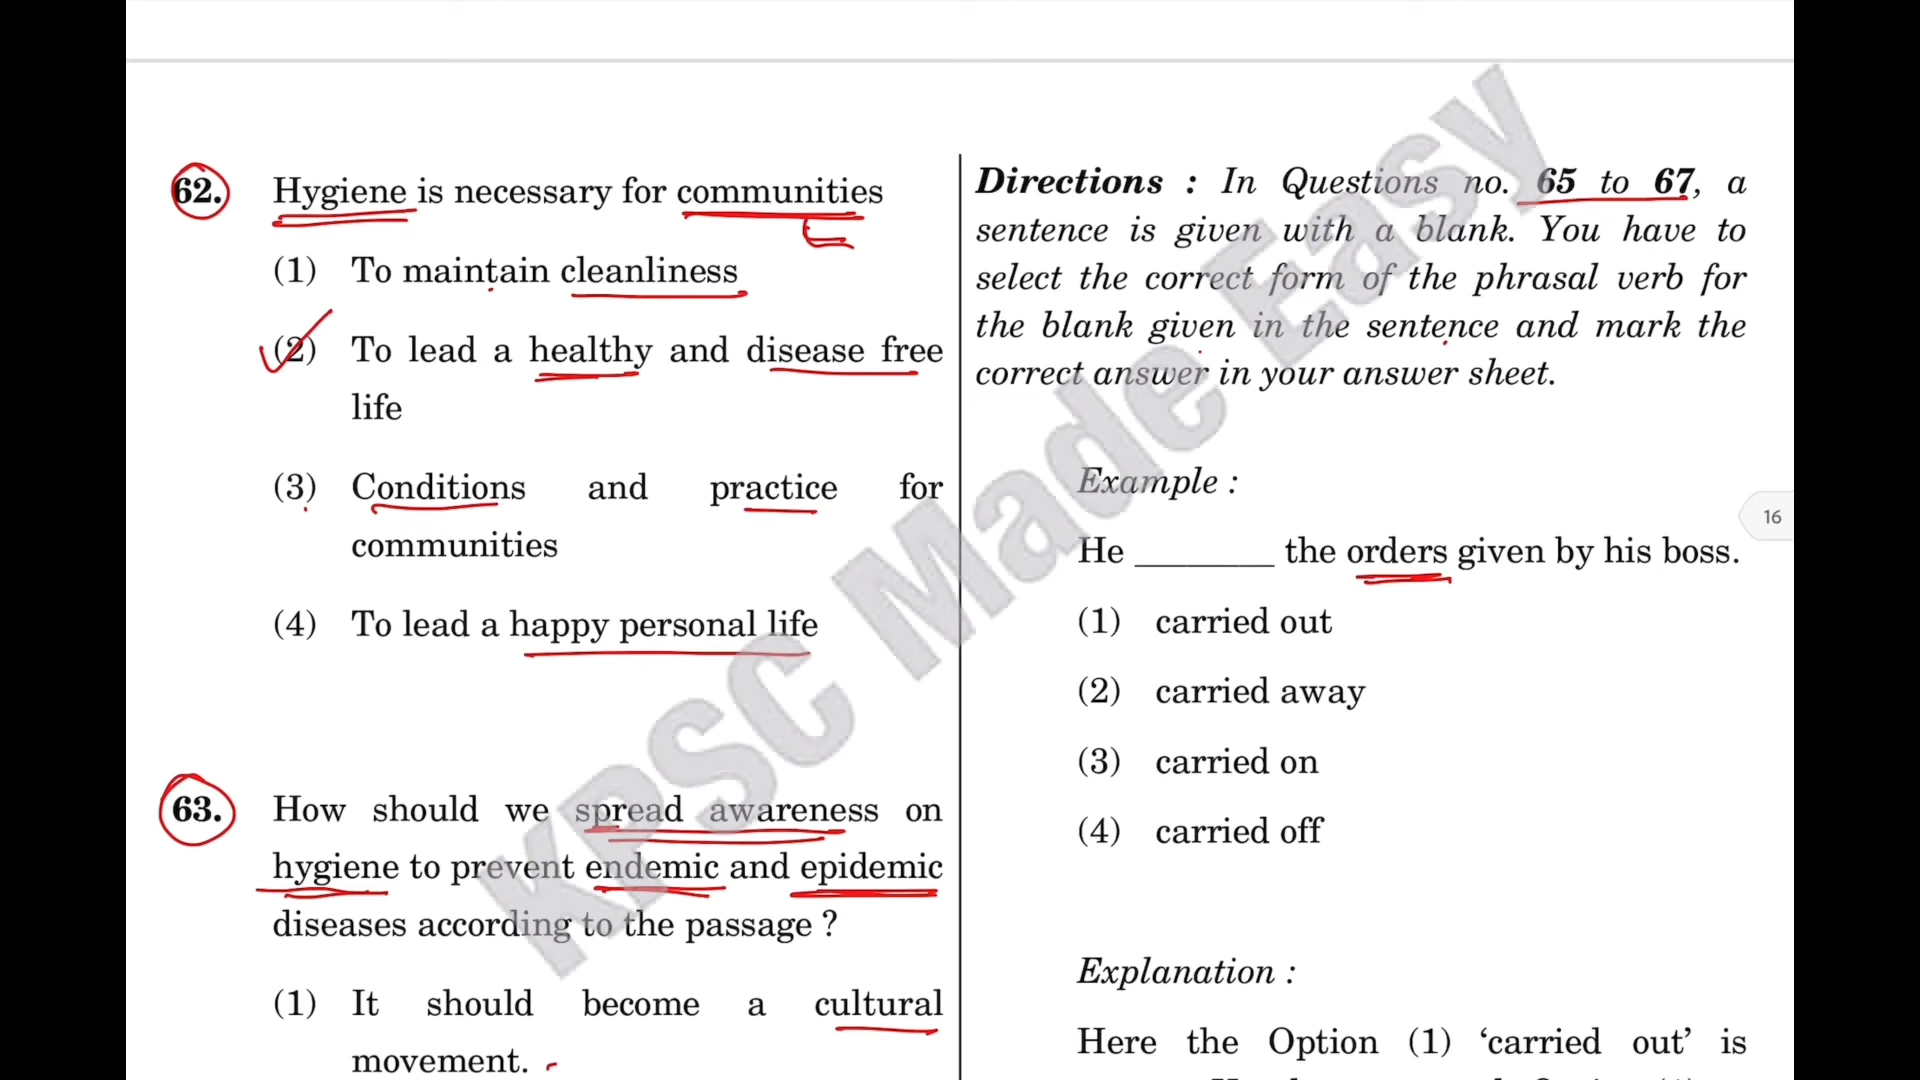 62. Hygiene is necessary for communities
(1) To maintain cleanliness
(2) To lead a healthy and disease free
life
(3) Conditions and practice for
communities
(4) To lead a happy personal life
63. How should we spread awareness on
hygiene to prevent endemic and epidemic
diseases according to the passage ?
(1) It should become a cultural
movement.
Directions : In Questions no. 65 to 67, a
sentence is given with a blank. You have to
select the correct form of the phrasal verb for
the blank given in the sentence and mark the
correct answer in your answer sheet.
Example :
He ________ the orders given by his boss.
(1) carried out
(2) carried away
(3) carried on
(4) carried off
Explanation :
Here the Option (1) ‘carried out’ is
16
KPSC Made Easy